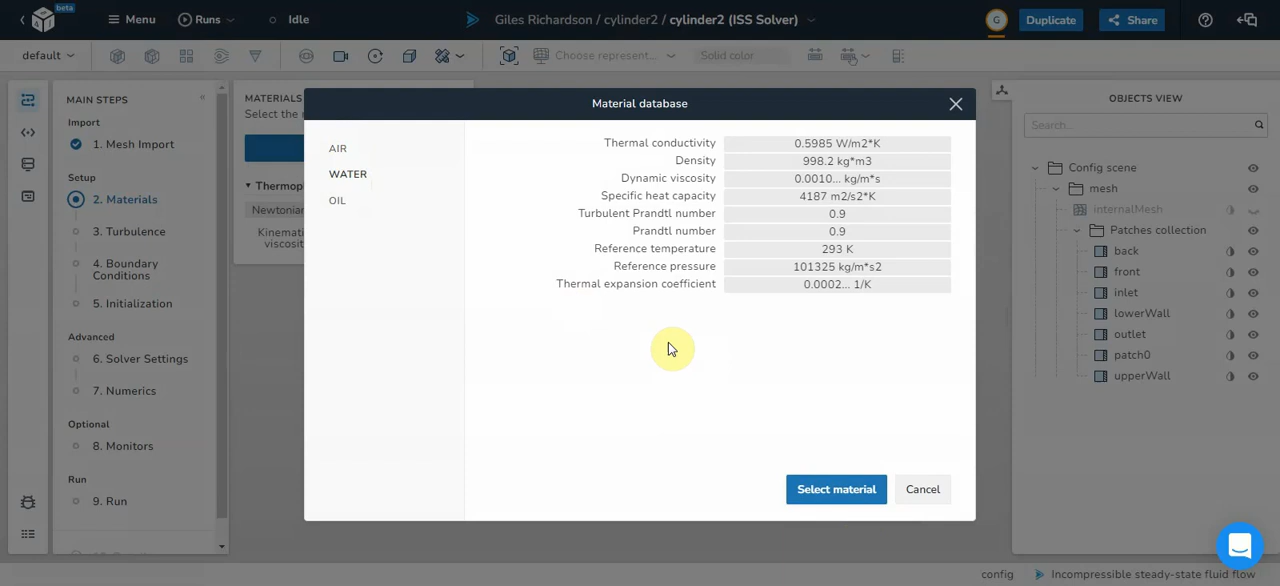 beta
Menu
Runs
Idle
Giles Richardson / cylinder2 / cylinder2 (ISS Solver)
G
Duplicate
Share
default
Choose represent...
Solid color
MAIN STEPS
Import
1. Mesh Import
Setup
2. Materials
3. Turbulence
4. Boundary
Conditions
5. Initialization
Advanced
6. Solver Settings
7. Numerics
Optional
8. Monitors
Run
9. Run
MATERIALS
Select the
Thermop
Newtonian
Kinemati
viscosity
Material database
AIR
WATER
OIL
Thermal conductivity 0.5985 W/m2*K
Density 998.2 kg*m3
Dynamic viscosity 0.0010... kg/m*s
Specific heat capacity 4187 m2/s2*K
Turbulent Prandtl number 0.9
Prandtl number 0.9
Reference temperature 293 K
Reference pressure 101325 kg/m*s2
Thermal expansion coefficient 0.0002... 1/K
Select material
Cancel
OBJECTS VIEW
Search...
Config scene
mesh
internalMesh
Patches collection
back
front
inlet
lowerWall
outlet
patch0
upperWall
config
Incompressible steady-state fluid flow